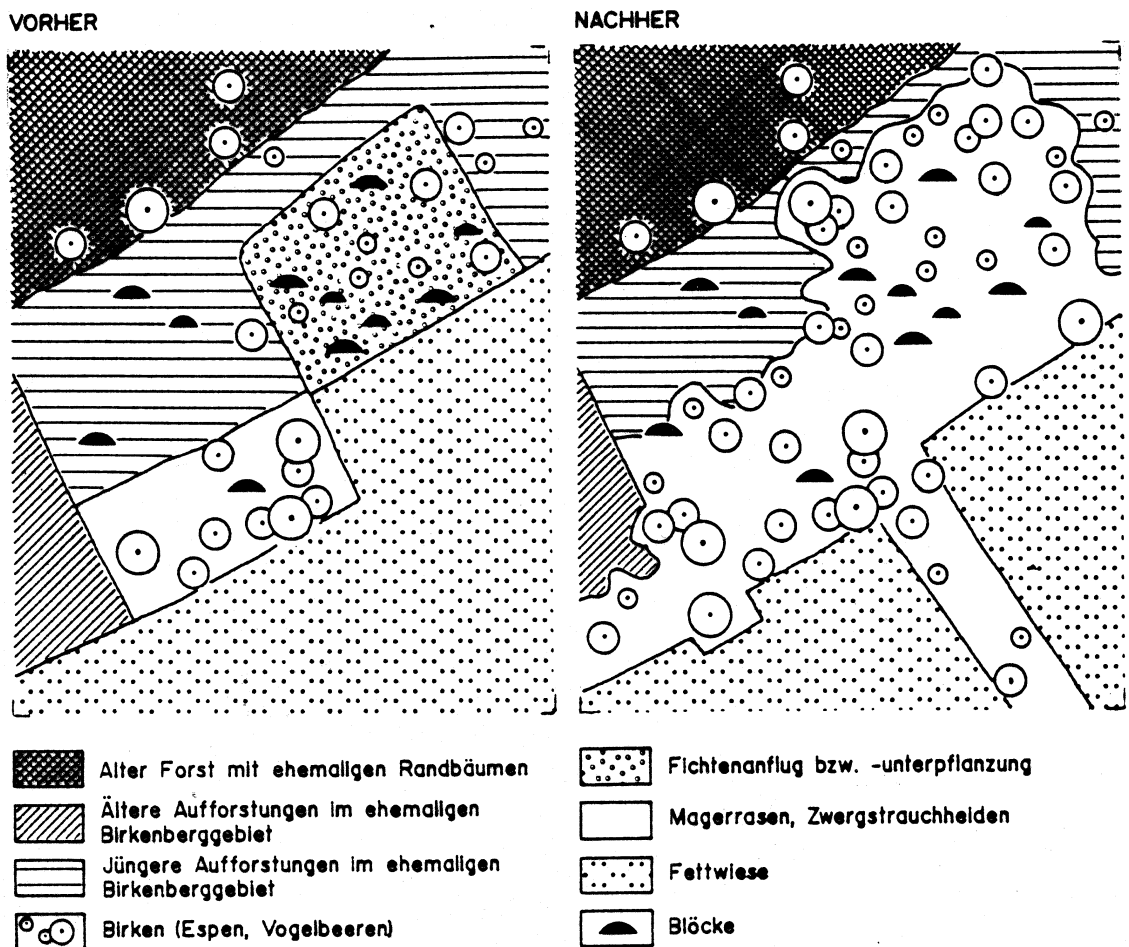 VORHER
NACHHER
Alter Forst mit ehemaligen Randbäumen
Ältere Aufforstungen im ehemaligen
Birkenberggebiet
Jüngere Aufforstungen im ehemaligen
Birkenberggebiet
Birken (Espen, Vogelbeeren)
Fichtenanflug bzw. -unterpflanzung
Magerrasen, Zwergstrauchheiden
Fettwiese
Blöcke